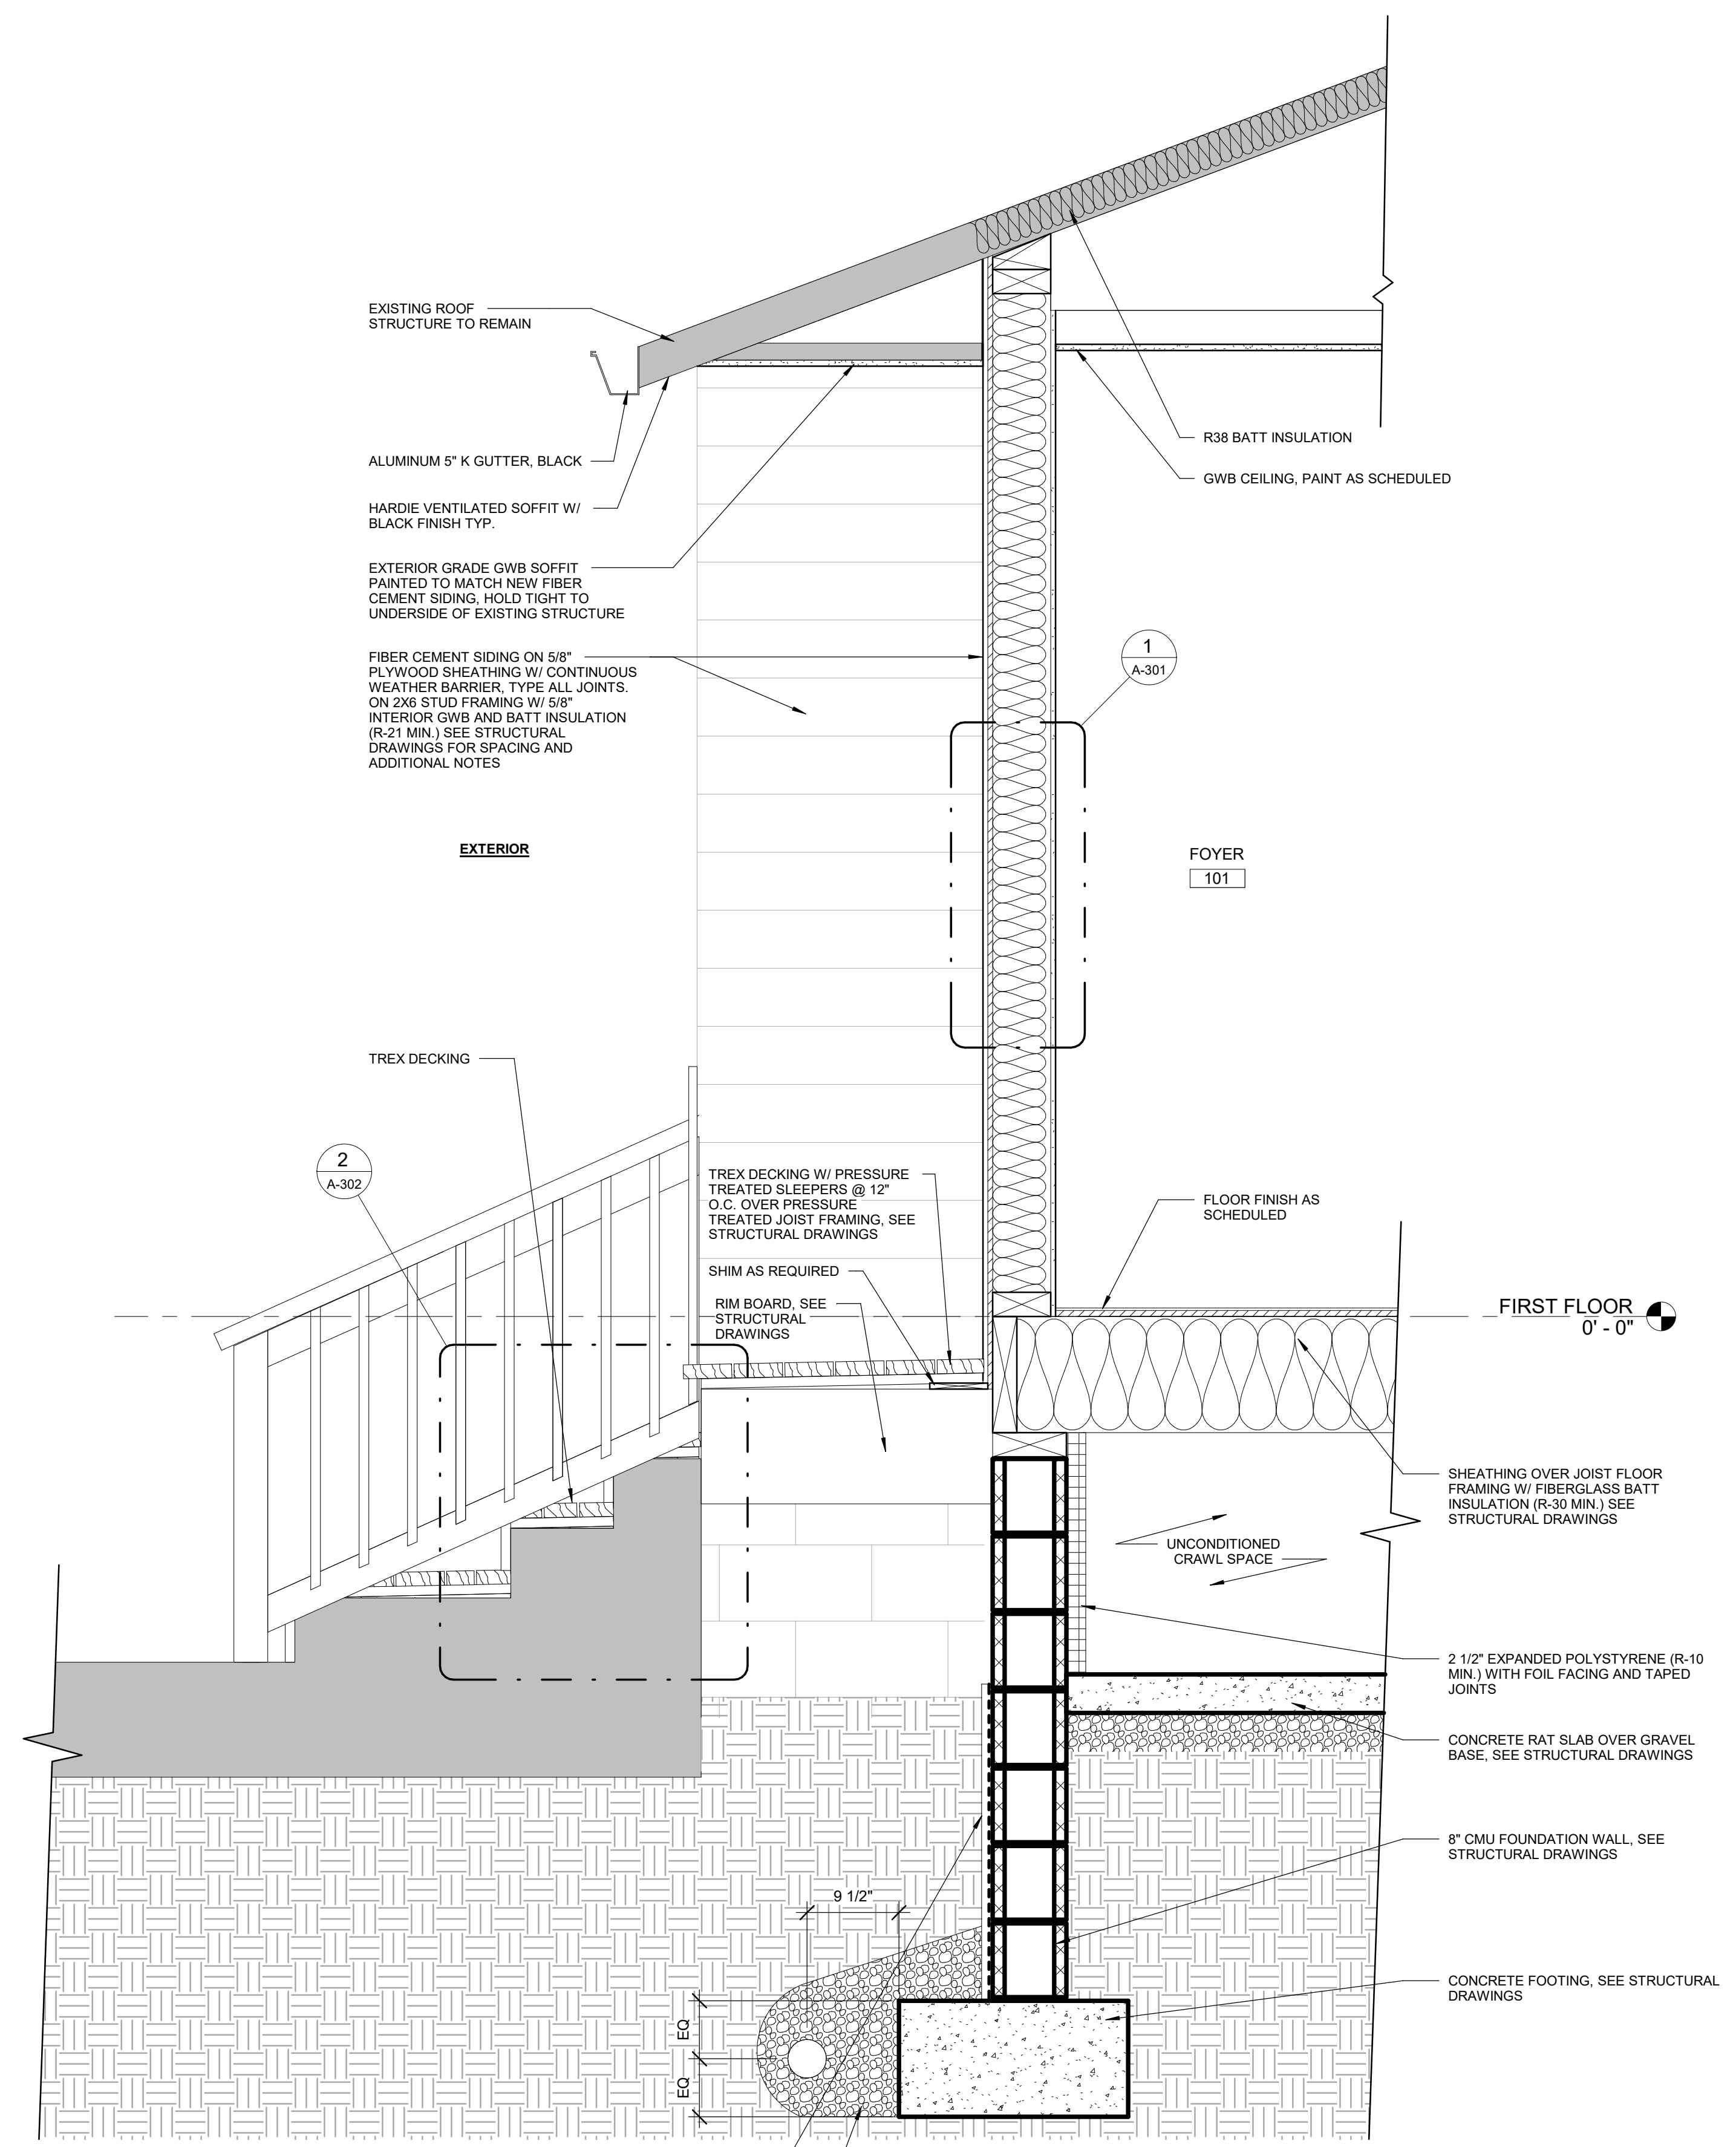 EXISTING ROOF
STRUCTURE TO REMAIN
ALUMINUM 5" K GUTTER, BLACK
HARDIE VENTILATED SOFFIT W/
BLACK FINISH TYP.
EXTERIOR GRADE GWB SOFFIT
PAINTED TO MATCH NEW FIBER
CEMENT SIDING, HOLD TIGHT TO
UNDERSIDE OF EXISTING STRUCTURE
FIBER CEMENT SIDING ON 5/8"
PLYWOOD SHEATHING W/ CONTINUOUS
WEATHER BARRIER, TYPE ALL JOINTS.
ON 2X6 STUD FRAMING W/ 5/8"
INTERIOR GWB AND BATT INSULATION
(R-21 MIN.) SEE STRUCTURAL
DRAWINGS FOR SPACING AND
ADDITIONAL NOTES
R38 BATT INSULATION
GWB CEILING, PAINT AS SCHEDULED
1
A-301
EXTERIOR
FOYER
101
TREX DECKING
2
A-302
TREX DECKING W/ PRESSURE
TREATED SLEEPERS @ 12"
O.C. OVER PRESSURE
TREATED JOIST FRAMING, SEE
STRUCTURAL DRAWINGS
SHIM AS REQUIRED
RIM BOARD, SEE
STRUCTURAL
DRAWINGS
FLOOR FINISH AS
SCHEDULED
FIRST FLOOR
0' - 0"
SHEATHING OVER JOIST FLOOR
FRAMING W/ FIBERGLASS BATT
INSULATION (R-30 MIN.) SEE
STRUCTURAL DRAWINGS
UNCONDITIONED
CRAWL SPACE
2 1/2" EXPANDED POLYSTYRENE (R-10
MIN.) WITH FOIL FACING AND TAPED
JOINTS
CONCRETE RAT SLAB OVER GRAVEL
BASE, SEE STRUCTURAL DRAWINGS
8" CMU FOUNDATION WALL, SEE
STRUCTURAL DRAWINGS
9 1/2"
CONCRETE FOOTING, SEE STRUCTURAL
DRAWINGS
EQ
EQ